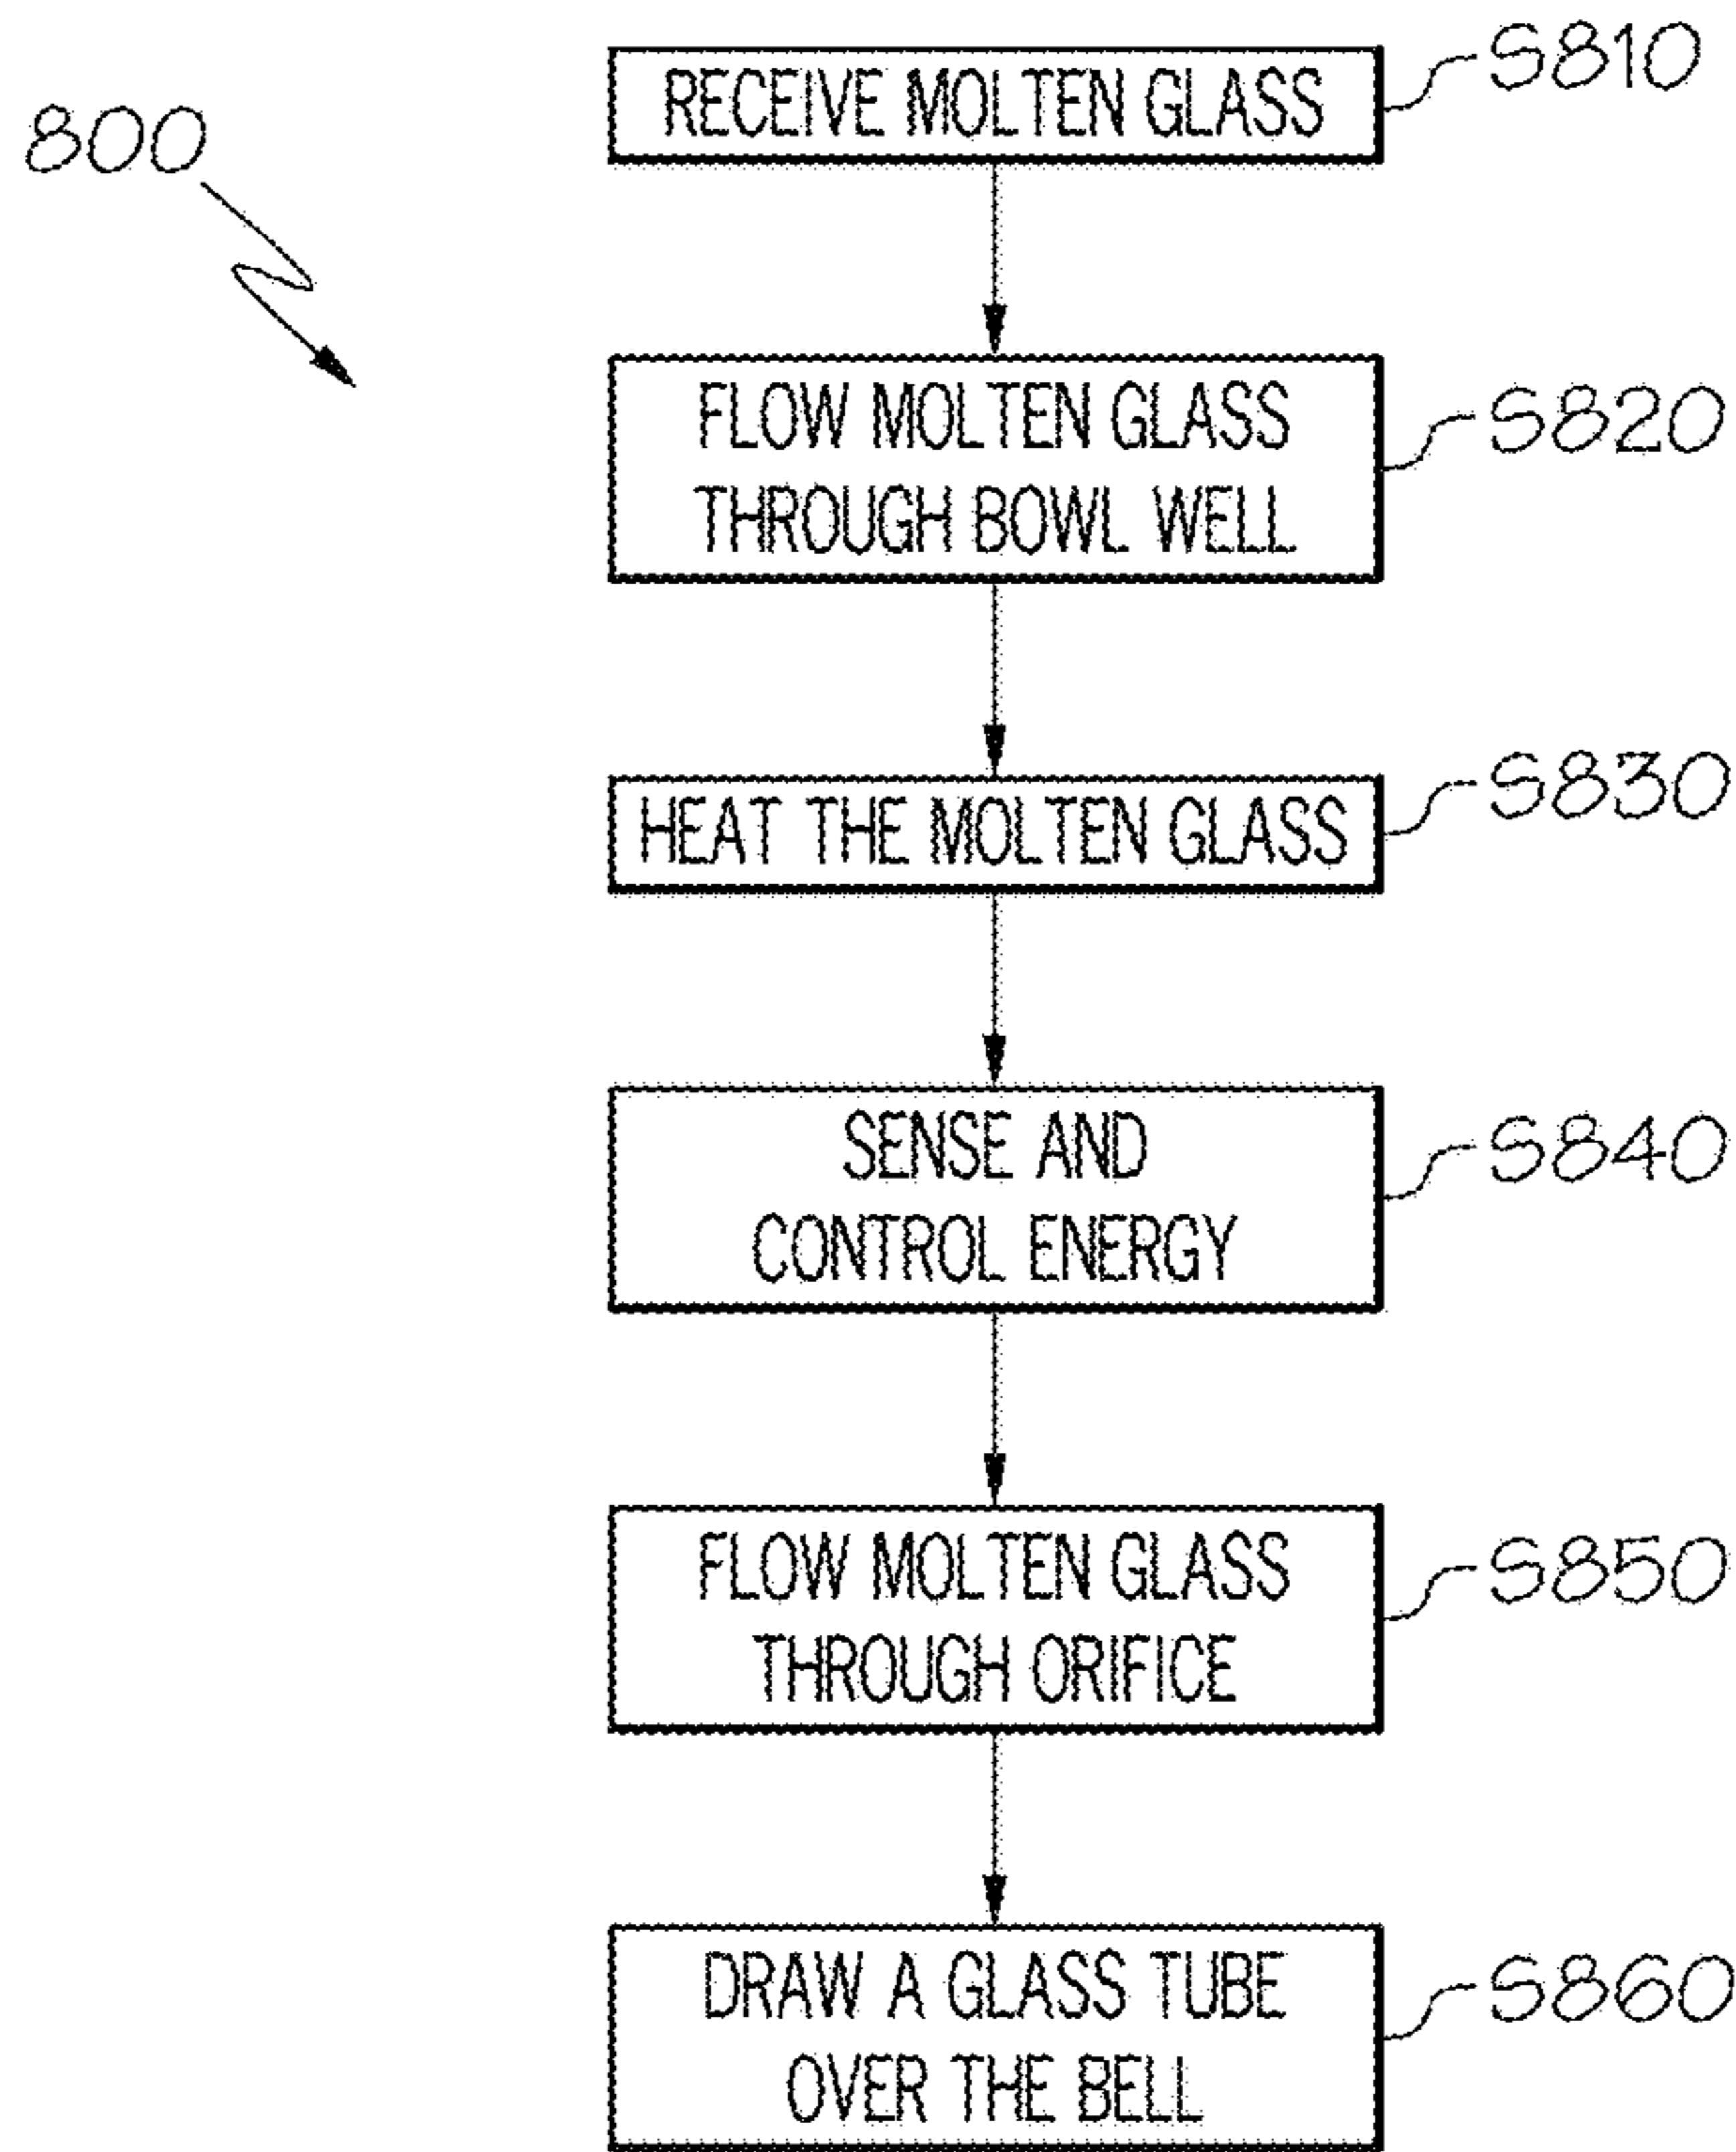 800
RECEIVE MOLTEN GLASS
S810
FLOW MOLTEN GLASS
THROUGH BOWL WELL
S820
HEAT THE MOLTEN GLASS
S830
SENSE AND
CONTROL ENERGY
S840
FLOW MOLTEN GLASS
THROUGH ORIFICE
S850
DRAW A GLASS TUBE
OVER THE BELL
S860